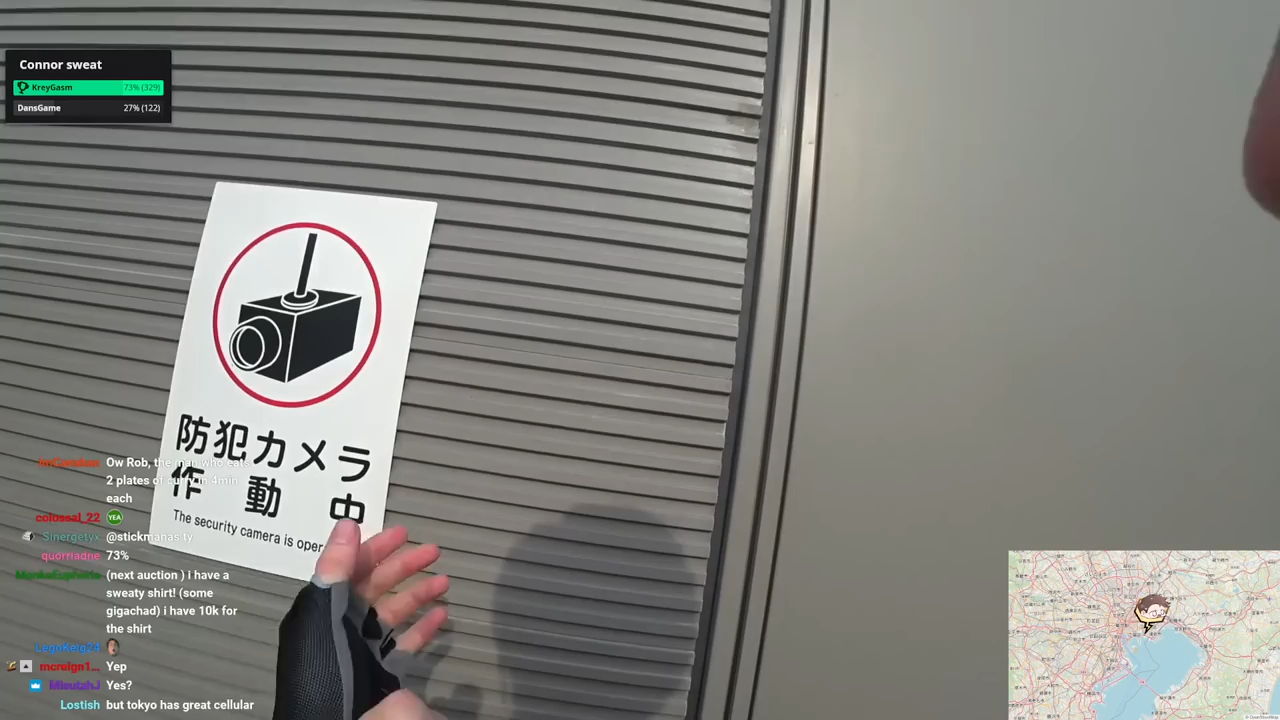 Connor sweat
KreyGasm 73% (329)
DansGame 27% (122)
防犯カメラ
作動中
The security camera is oper
Ow Rob, the man who eats
2 plates of curry in 4min
each
colossal_22 YEA
Sinergetyx @stickmanas ty
quorriadne 73%
(next auction ) i have a
sweaty shirt! (some
gigachad) i have 10k for
the shirt
mcreign1... Yep
MieutahJ Yes?
Lostish but tokyo has great cellular